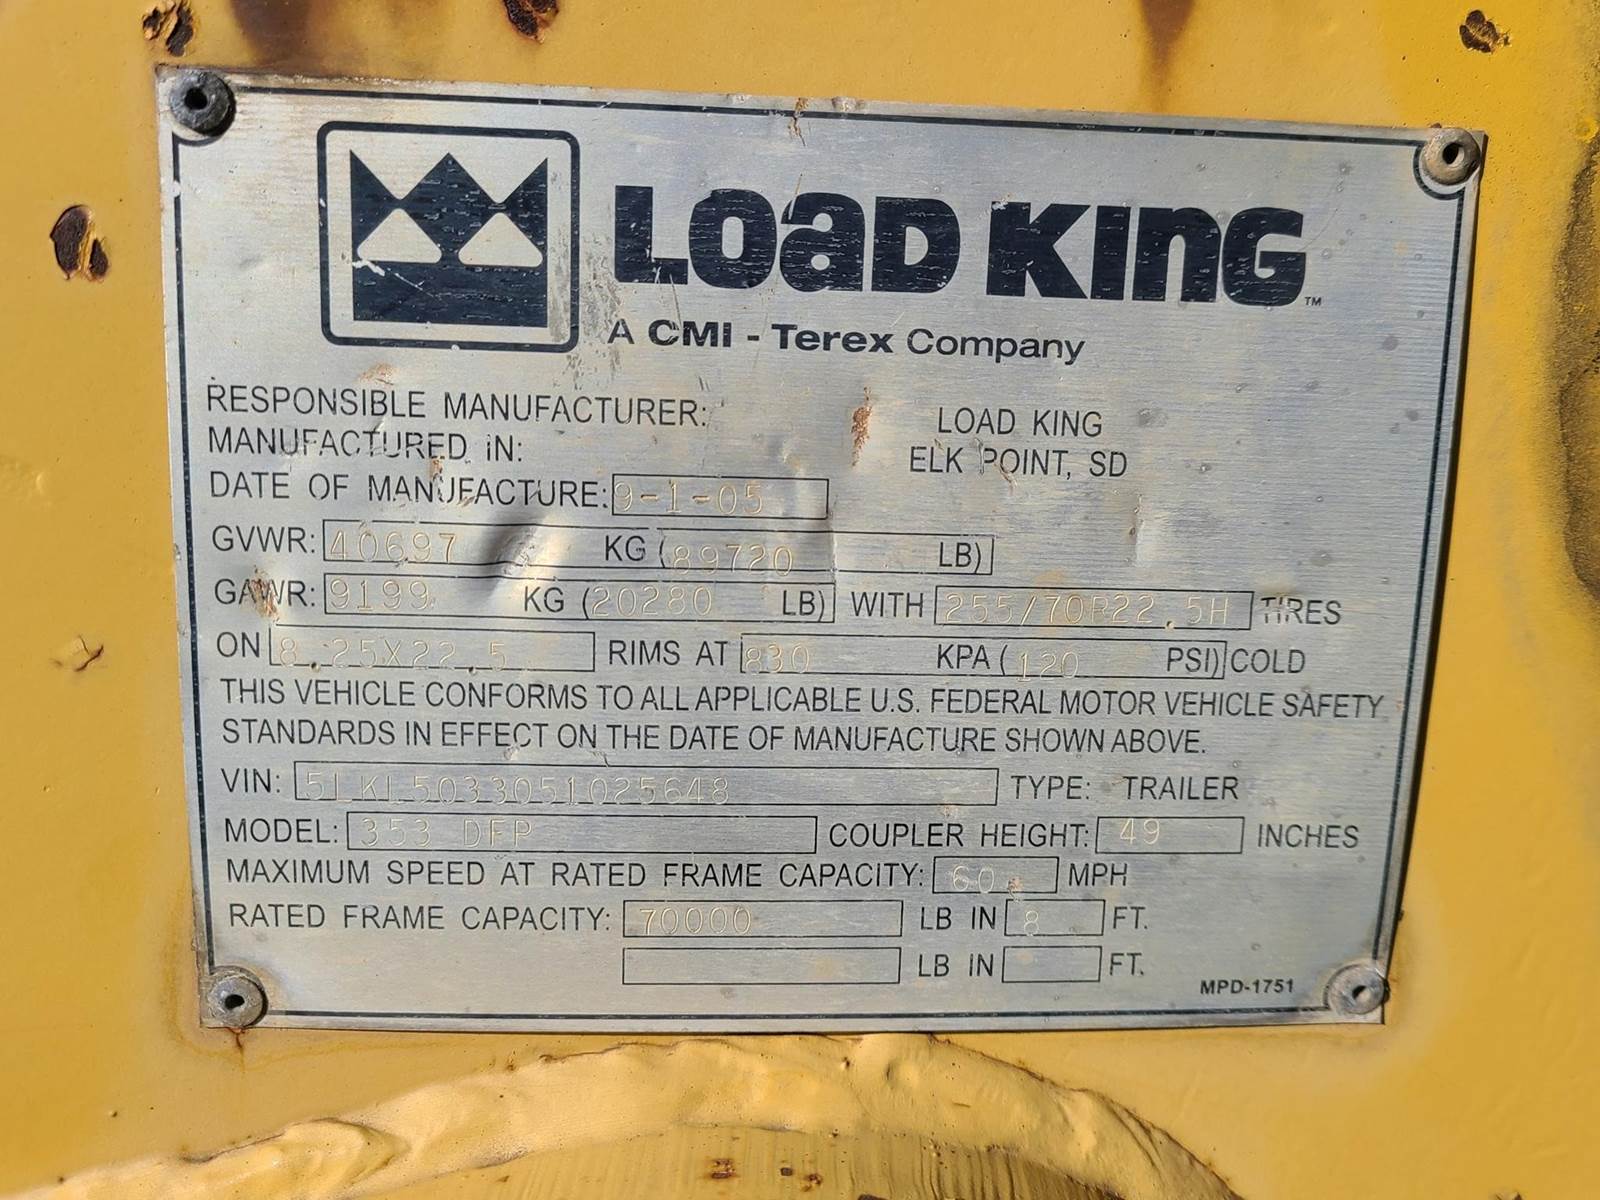 LOAD KING™
A CMI - Terex Company
RESPONSIBLE MANUFACTURER: LOAD KING
MANUFACTURED IN: ELK POINT, SD
DATE OF MANUFACTURE: 9-1-05
GVWR: 40697 KG (89720 LB)
GAWR: 9199 KG (20280 LB) WITH 255/70R22.5H TIRES
ON 8.25X22.5 RIMS AT 830 KPA (120 PSI) COLD
THIS VEHICLE CONFORMS TO ALL APPLICABLE U.S. FEDERAL MOTOR VEHICLE SAFETY
STANDARDS IN EFFECT ON THE DATE OF MANUFACTURE SHOWN ABOVE.
VIN: 5LKL5033051025648 TYPE: TRAILER
MODEL: 353 DFP COUPLER HEIGHT: 49 INCHES
MAXIMUM SPEED AT RATED FRAME CAPACITY: 60 MPH
RATED FRAME CAPACITY: 70000 LB IN 8 FT.
LB IN FT.
MPD-1751